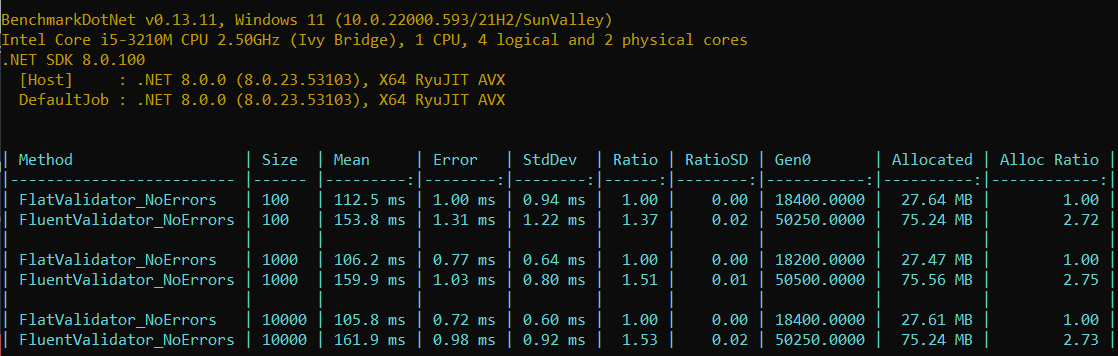 BenchmarkDotNet v0.13.11, Windows 11 (10.0.22000.593/21H2/SunValley)
Intel Core i5-3210M CPU 2.50GHz (Ivy Bridge), 1 CPU, 4 logical and 2 physical cores
.NET SDK 8.0.100
  [Host]     : .NET 8.0.0 (8.0.23.53103), X64 RyuJIT AVX
  DefaultJob : .NET 8.0.0 (8.0.23.53103), X64 RyuJIT AVX
| Method                  | Size  | Mean     | Error   | StdDev  | Ratio | RatioSD | Gen0       | Allocated | Alloc Ratio |
|------------------------ |------ |---------:|--------:|--------:|------:|--------:|-----------:|----------:|------------:|
| FlatValidator_NoErrors  | 100   | 112.5 ms | 1.00 ms | 0.94 ms |  1.00 |    0.00 | 18400.0000 |  27.64 MB |        1.00 |
| FluentValidator_NoErrors | 100   | 153.8 ms | 1.31 ms | 1.22 ms |  1.37 |    0.02 | 50250.0000 |  75.24 MB |        2.72 |
|                         |       |          |         |         |       |         |            |           |             |
| FlatValidator_NoErrors  | 1000  | 106.2 ms | 0.77 ms | 0.64 ms |  1.00 |    0.00 | 18200.0000 |  27.47 MB |        1.00 |
| FluentValidator_NoErrors | 1000  | 159.9 ms | 1.03 ms | 0.80 ms |  1.51 |    0.01 | 50500.0000 |  75.56 MB |        2.75 |
|                         |       |          |         |         |       |         |            |           |             |
| FlatValidator_NoErrors  | 10000 | 105.8 ms | 0.72 ms | 0.60 ms |  1.00 |    0.00 | 18400.0000 |  27.61 MB |        1.00 |
| FluentValidator_NoErrors | 10000 | 161.9 ms | 0.98 ms | 0.92 ms |  1.53 |    0.02 | 50250.0000 |  75.24 MB |        2.73 |